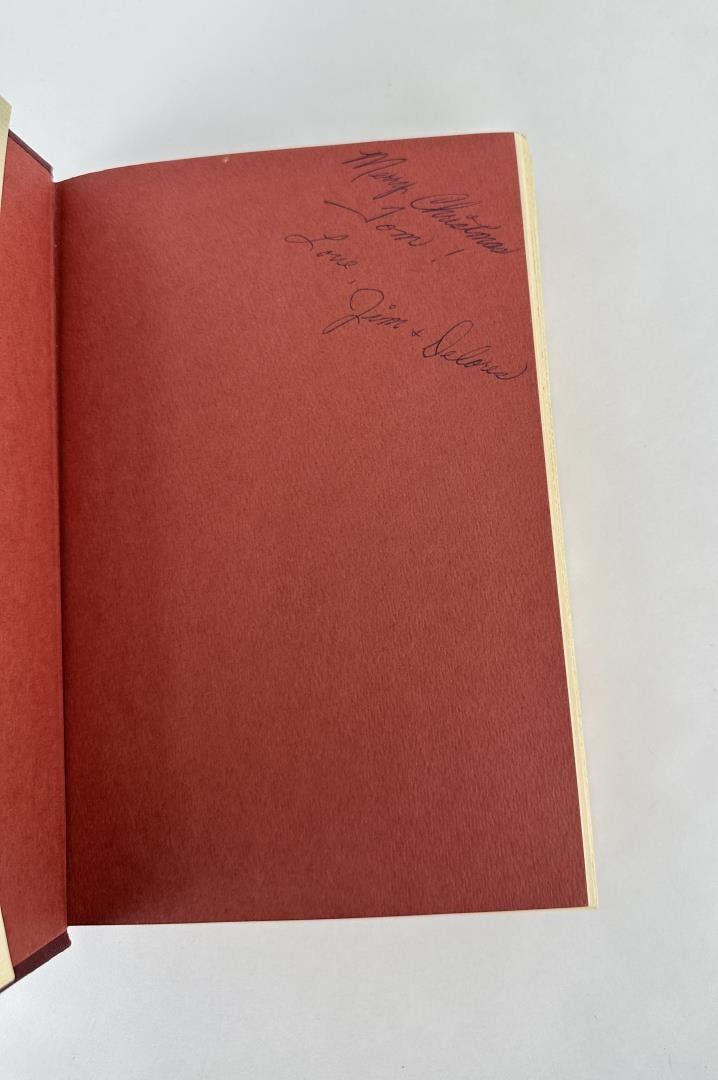 Merry Christmas
Tom!
Love,
Jim & Delores